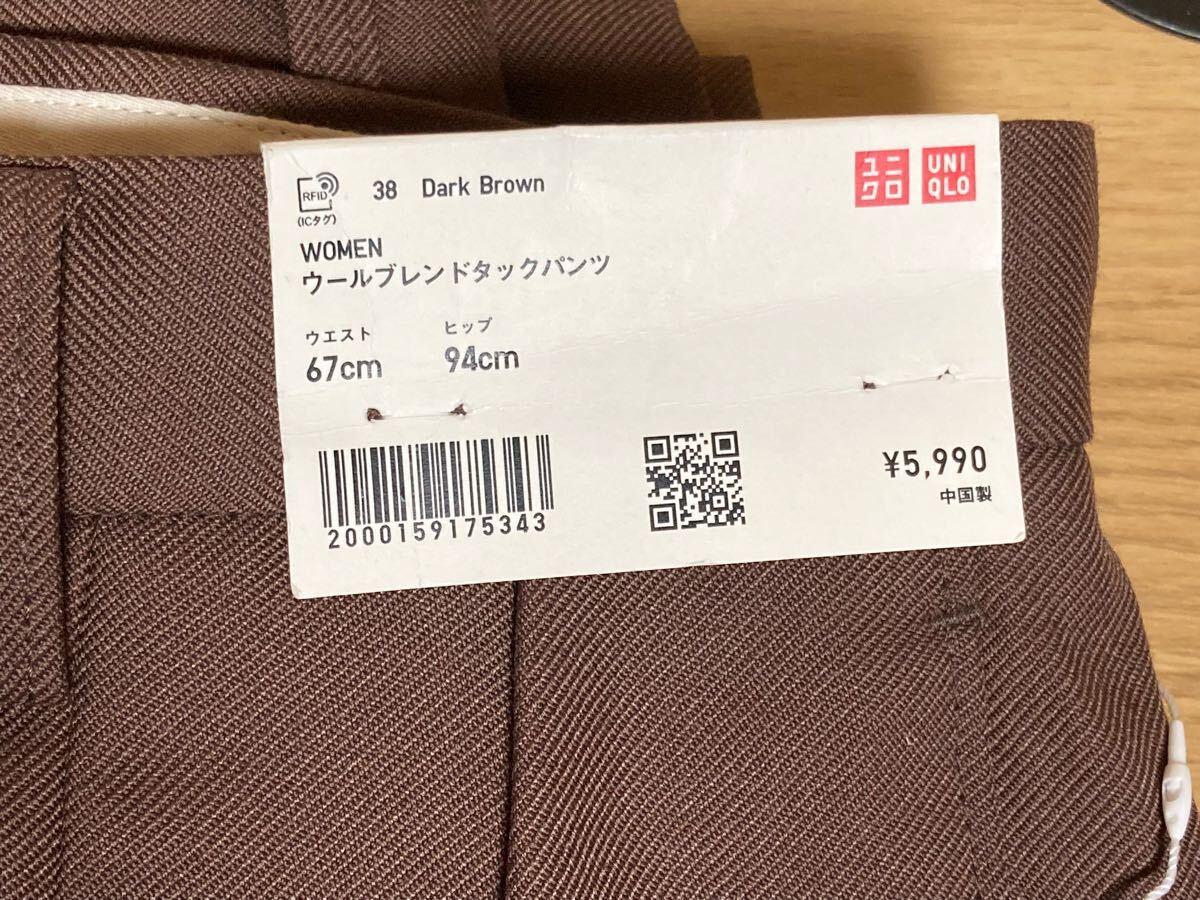 RFID
(ICタグ)
38 Dark Brown
ユニ
クロ
UNI
QLO
WOMEN
ウールブレンドタックパンツ
ウエスト
67cm
ヒップ
94cm
2000159175343
¥5,990
中国製